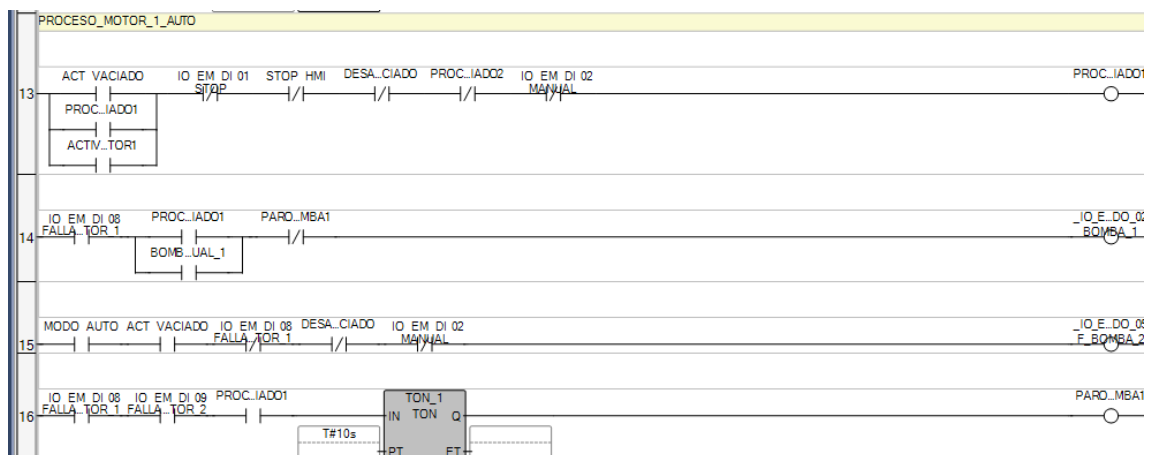 PROCESO_MOTOR_1_AUTO
ACT VACIADO IO EM DI 01 STOP HMI DESA...CIADO PROC...IADO2 IO EM DI 02 PROC...IADO1
STOP MANUAL
13
PROC...IADO1
ACTIV...TOR1
IO EM DI 08 PROC...IADO1 PARO...MBA1 _IO_E...DO_02
FALLA...TOR 1 BOMBA_1
14
BOMB...UAL_1
MODO AUTO ACT VACIADO IO EM DI 08 DESA...CIADO IO EM DI 02 _IO_E...DO_05
FALLA...TOR 1 MANUAL F_BOMBA_2
15
IO EM DI 08 IO EM DI 09 PROC...IADO1 TON_1 PARO...MBA1
FALLA...TOR 1 FALLA...TOR 2 IN TON Q
16
T#10s
PT ET